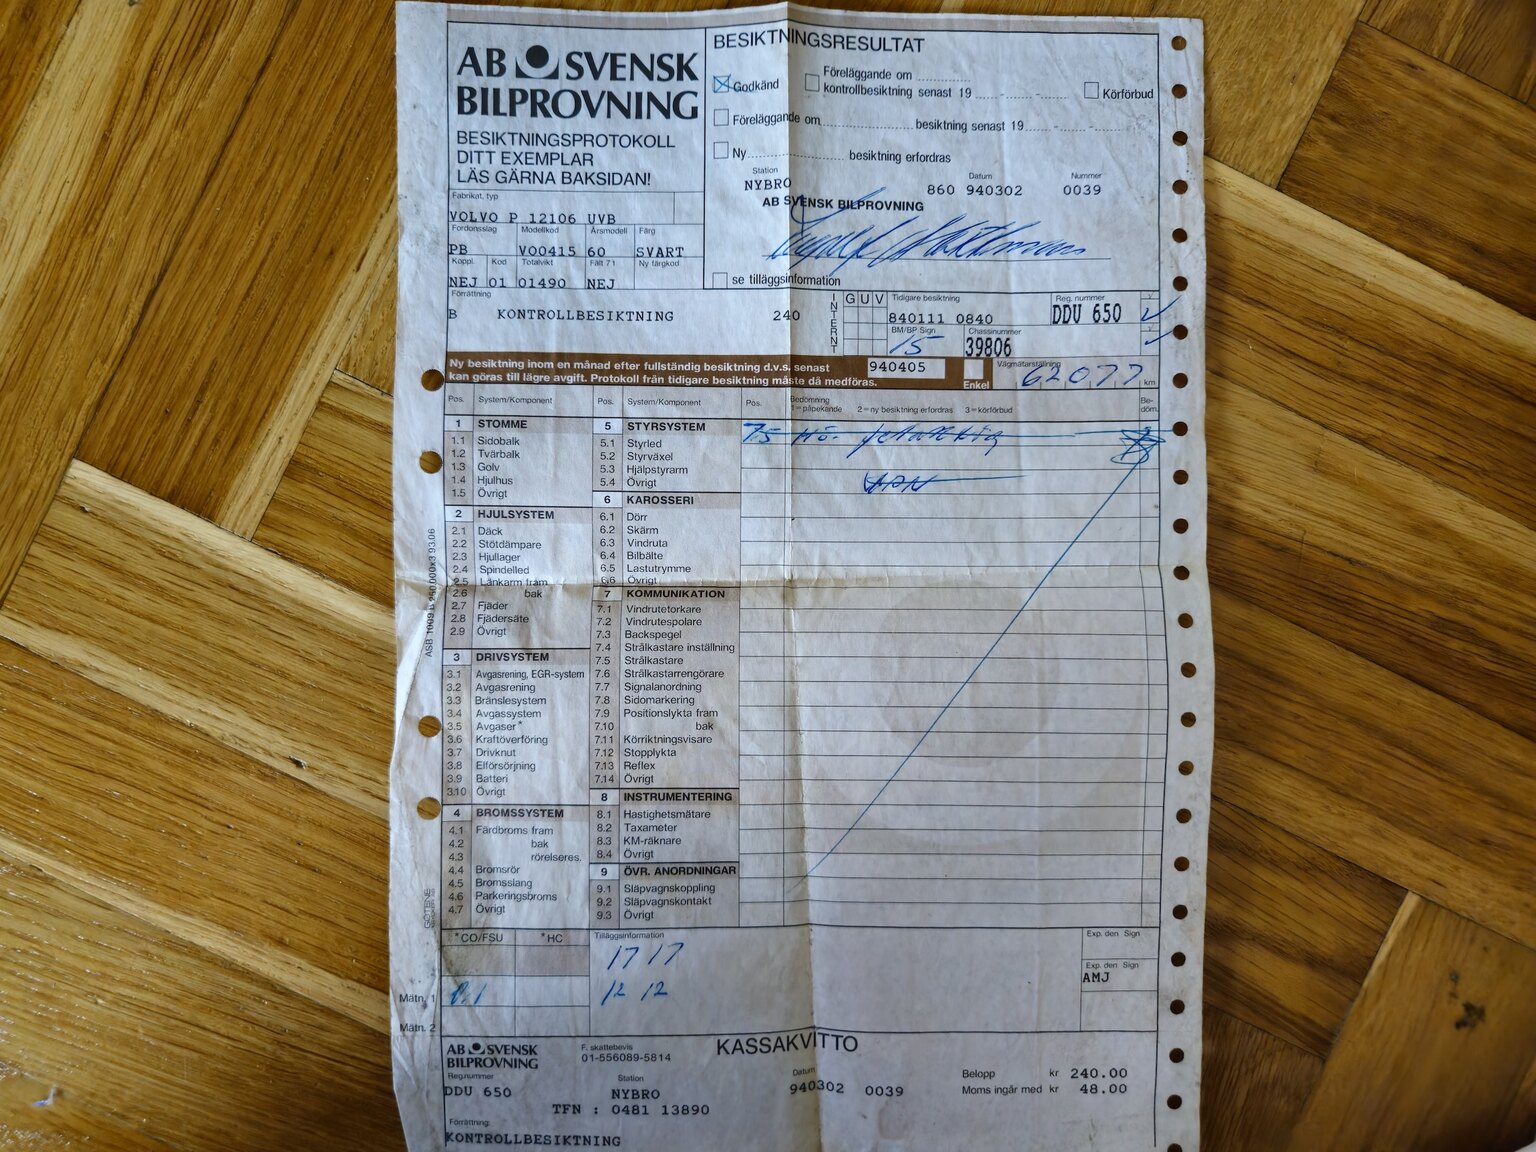 AB SVENSK
BILPROVNING
BESIKTNINGSPROTOKOLL
DITT EXEMPLAR
LÄS GÄRNA BAKSIDAN!
BESIKTNINGSRESULTAT
Godkänd
Föreläggande om
kontrollbesiktning senast 19
Körförbud
Föreläggande om besiktning senast 19
Ny besiktning erfordras
Station Datum Nummer
NYBRO 860 940302 0039
AB SVENSK BILPROVNING
se tilläggsinformation
Fabrikat, typ
VOLVO P 12106 UVB
Fordonsslag Modellkod Årsmodell Färg
PB VO0415 60 SVART
Koppl. Kod Totalvikt Fält 71 Ny färgkod
NEJ 01 01490 NEJ
Förrättning
B KONTROLLBESIKTNING 240
INTERNT
G U V
Tidigare besiktning
840111 0840
Reg. nummer
DDU 650
BM/BP Sign
15
Chassinummer
39806
Ny besiktning inom en månad efter fullständig besiktning d.v.s. senast 940405
kan göras till lägre avgift. Protokoll från tidigare besiktning måste då medföras.
Enkel
Vägmätarställning
62077 km
Pos. System/Komponent
1 STOMME
1.1 Sidobalk
1.2 Tvärbalk
1.3 Golv
1.4 Hjulhus
1.5 Övrigt
2 HJULSYSTEM
2.1 Däck
2.2 Stötdämpare
2.3 Hjullager
2.4 Spindelled
2.5 Länkarm fram
2.6 bak
2.7 Fjäder
2.8 Fjädersäte
2.9 Övrigt
3 DRIVSYSTEM
3.1 Avgasrening, EGR-system
3.2 Avgasrening
3.3 Bränslesystem
3.4 Avgassystem
3.5 Avgaser*
3.6 Kraftöverföring
3.7 Drivknut
3.8 Elförsörjning
3.9 Batteri
3.10 Övrigt
4 BROMSSYSTEM
4.1 Färdbroms fram
4.2 bak
4.3 rörelseres.
4.4 Bromsrör
4.5 Bromsslang
4.6 Parkeringsbroms
4.7 Övrigt
Pos. System/Komponent
5 STYRSYSTEM
5.1 Styrled
5.2 Styrväxel
5.3 Hjälpstyrarm
5.4 Övrigt
6 KAROSSERI
6.1 Dörr
6.2 Skärm
6.3 Vindruta
6.4 Bilbälte
6.5 Lastutrymme
6.6 Övrigt
7 KOMMUNIKATION
7.1 Vindrutetorkare
7.2 Vindrutespolare
7.3 Backspegel
7.4 Strålkastare inställning
7.5 Strålkastare
7.6 Strålkastarrengörare
7.7 Signalanordning
7.8 Sidomarkering
7.9 Positionslykta fram
7.10 bak
7.11 Körriktningsvisare
7.12 Stopplykta
7.13 Reflex
7.14 Övrigt
8 INSTRUMENTERING
8.1 Hastighetsmätare
8.2 Taxameter
8.3 KM-räknare
8.4 Övrigt
9 ÖVR. ANORDNINGAR
9.1 Släpvagnskoppling
9.2 Släpvagnskontakt
9.3 Övrigt
Pos. Bedömning
1=påpekande 2=ny besiktning erfordras 3=körförbud
Be-
döm.
7.5 Hö.
*CO/FSU *HC
Mätn. 1
Mätn. 2
Tilläggsinformation
17 17
12 12
Exp. den Sign
Exp. den Sign
AMJ
AB SVENSK
BILPROVNING
F. skattebevis
01-556089-5814
KASSAKVITTO
Reg.nummer Station Datum
DDU 650 NYBRO 940302 0039
TFN : 0481 13890
Belopp kr 240.00
Moms ingår med kr 48.00
Förrättning:
KONTROLLBESIKTNING